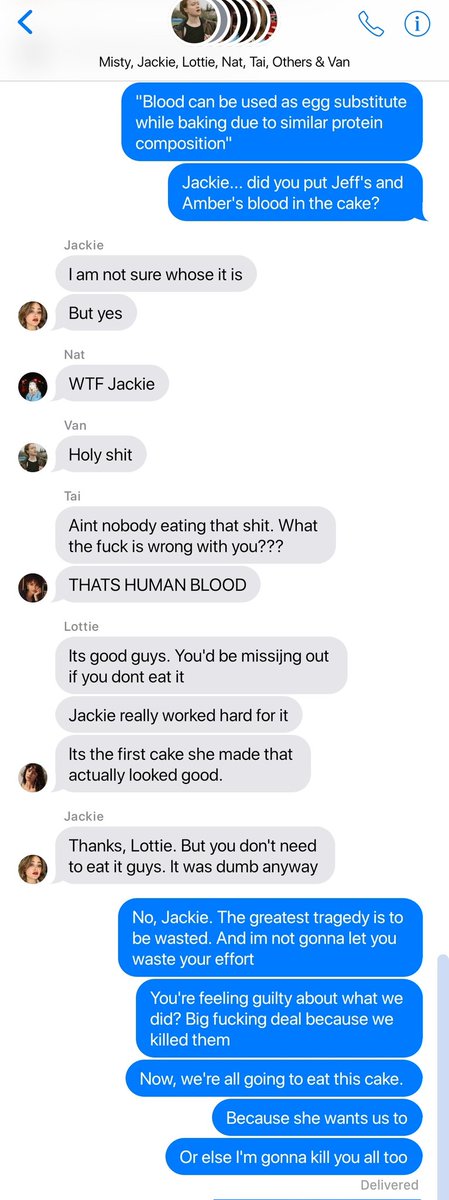 Misty, Jackie, Lottie, Nat, Tai, Others & Van
"Blood can be used as egg substitute
while baking due to similar protein
composition"
Jackie... did you put Jeff's and
Amber's blood in the cake?
Jackie
I am not sure whose it is
But yes
Nat
WTF Jackie
Van
Holy shit
Tai
Aint nobody eating that shit. What
the fuck is wrong with you???
THATS HUMAN BLOOD
Lottie
Its good guys. You'd be missijng out
if you dont eat it
Jackie really worked hard for it
Its the first cake she made that
actually looked good.
Jackie
Thanks, Lottie. But you don't need
to eat it guys. It was dumb anyway
No, Jackie. The greatest tragedy is to
be wasted. And im not gonna let you
waste your effort
You're feeling guilty about what we
did? Big fucking deal because we
killed them
Now, we're all going to eat this cake.
Because she wants us to
Or else I'm gonna kill you all too
Delivered